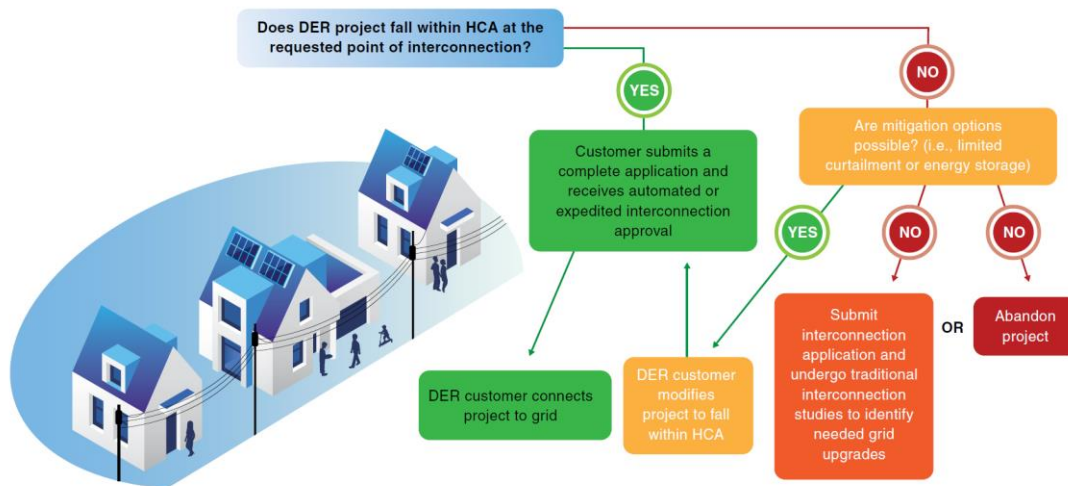 Does DER project fall within HCA at the
requested point of interconnection?
YES
NO
Customer submits a
complete application and
receives automated or
expedited interconnection
approval
Are mitigation options
possible? (i.e., limited
curtailment or energy storage)
YES
NO
NO
DER customer connects
project to grid
DER customer
modifies
project to fall
within HCA
Submit
interconnection
application and
undergo traditional
interconnection
studies to identify
needed grid
upgrades
OR
Abandon
project